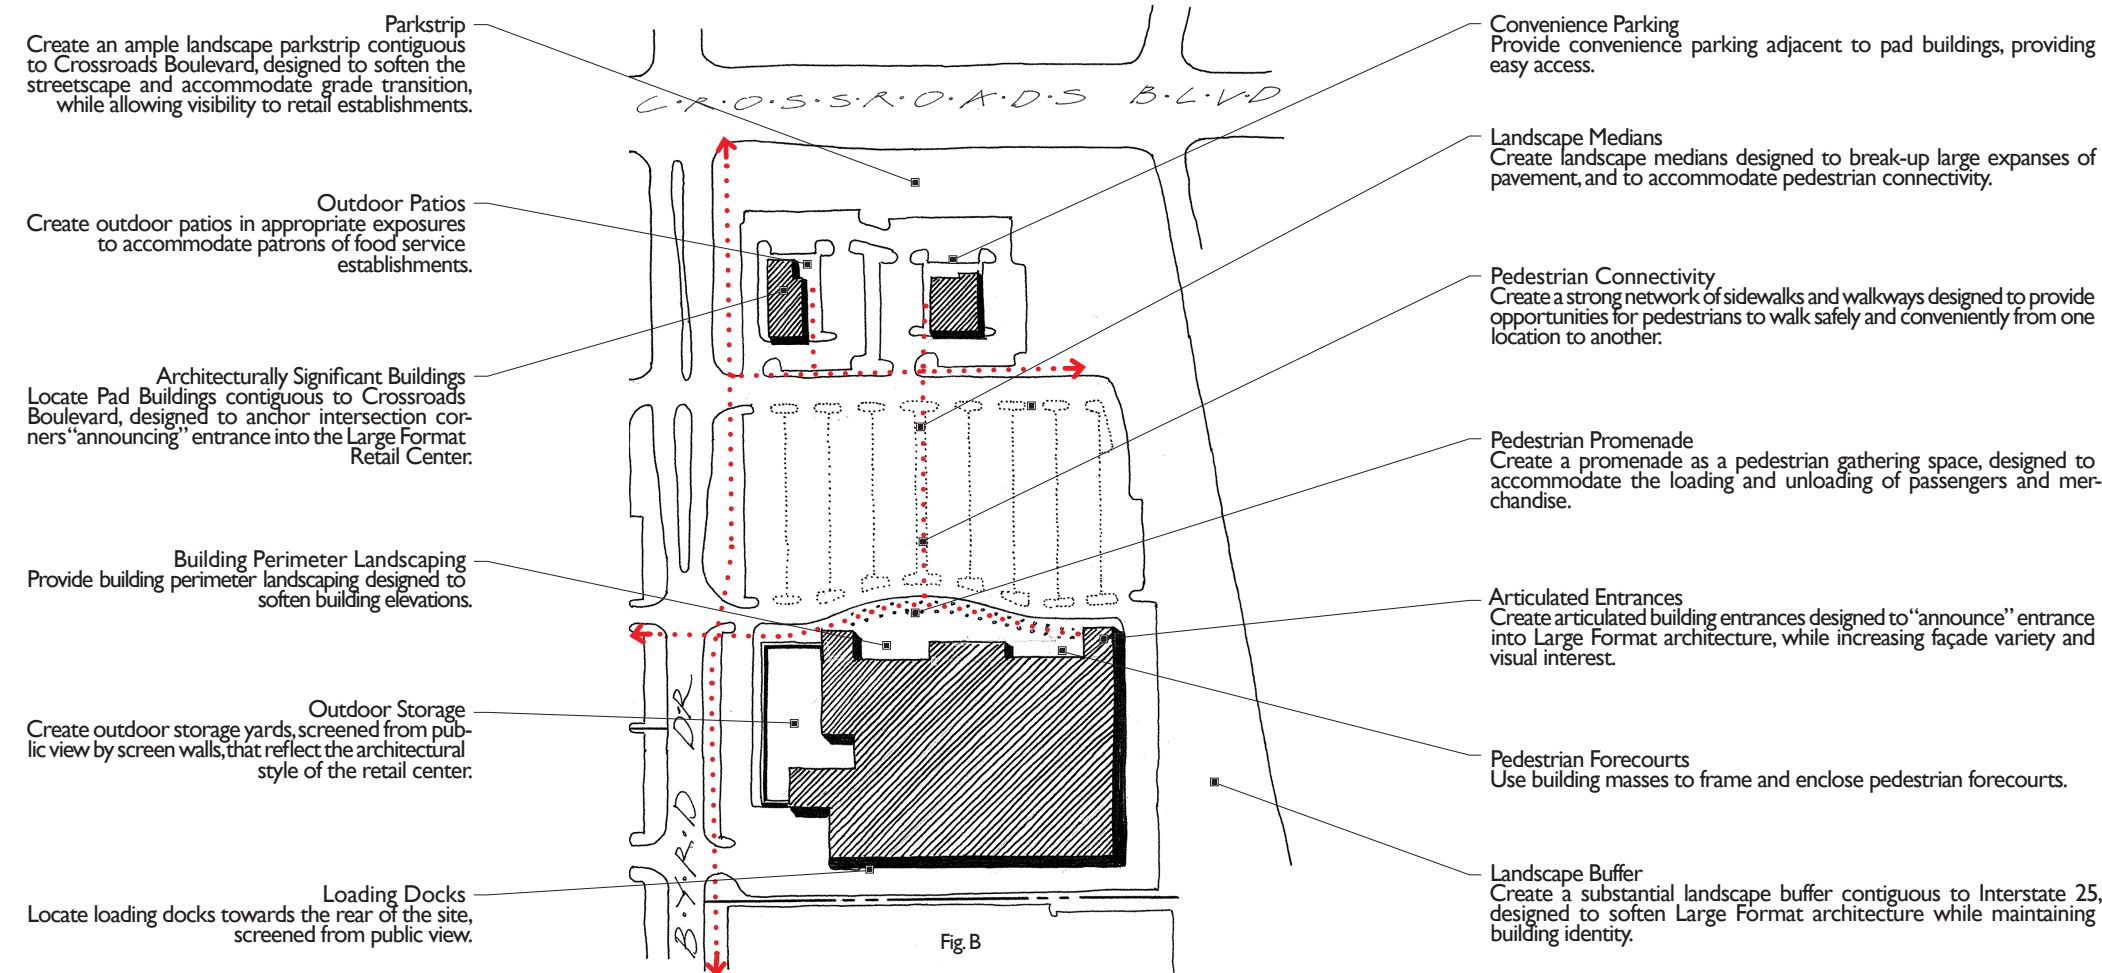 Parkstrip
Create an ample landscape parkstrip contiguous
to Crossroads Boulevard, designed to soften the
streetscape and accommodate grade transition,
while allowing visibility to retail establishments.
Outdoor Patios
Create outdoor patios in appropriate exposures
to accommodate patrons of food service
establishments.
Architecturally Significant Buildings
Locate Pad Buildings contiguous to Crossroads
Boulevard, designed to anchor intersection cor-
ners "announcing" entrance into the Large Format
Retail Center.
Building Perimeter Landscaping
Provide building perimeter landscaping designed to
soften building elevations.
Outdoor Storage
Create outdoor storage yards, screened from pub-
lic view by screen walls, that reflect the architectural
style of the retail center.
Loading Docks
Locate loading docks towards the rear of the site,
screened from public view.
C·R·O·S·S·R·O·A·D·S B·L·V·D
B·Y·R·D DR
Fig. B
Convenience Parking
Provide convenience parking adjacent to pad buildings, providing
easy access.
Landscape Medians
Create landscape medians designed to break-up large expanses of
pavement, and to accommodate pedestrian connectivity.
Pedestrian Connectivity
Create a strong network of sidewalks and walkways designed to provide
opportunities for pedestrians to walk safely and conveniently from one
location to another.
Pedestrian Promenade
Create a promenade as a pedestrian gathering space, designed to
accommodate the loading and unloading of passengers and mer-
chandise.
Articulated Entrances
Create articulated building entrances designed to "announce" entrance
into Large Format architecture, while increasing façade variety and
visual interest.
Pedestrian Forecourts
Use building masses to frame and enclose pedestrian forecourts.
Landscape Buffer
Create a substantial landscape buffer contiguous to Interstate 25,
designed to soften Large Format architecture while maintaining
building identity.